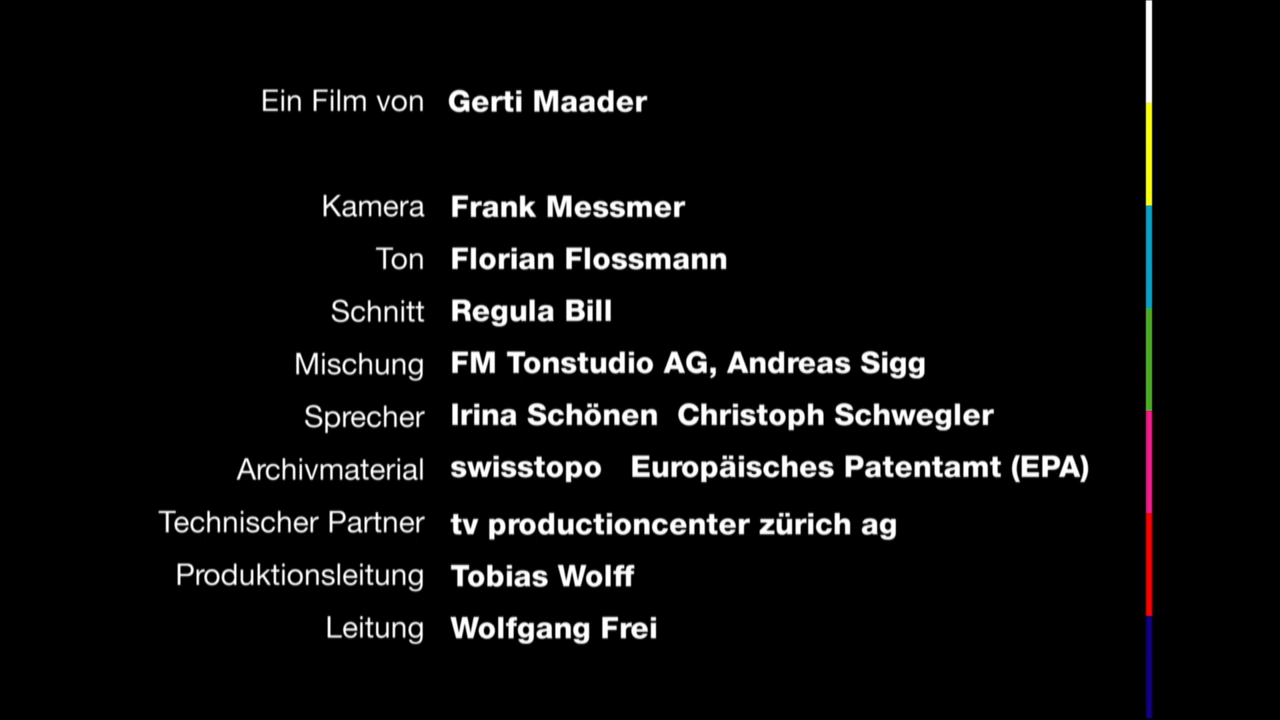 Ein Film von Gerti Maader
Kamera Frank Messmer
Ton Florian Flossmann
Schnitt Regula Bill
Mischung FM Tonstudio AG, Andreas Sigg
Sprecher Irina Schönen Christoph Schwegler
Archivmaterial swisstopo Europäisches Patentamt (EPA)
Technischer Partner tv productioncenter zürich ag
Produktionsleitung Tobias Wolff
Leitung Wolfgang Frei